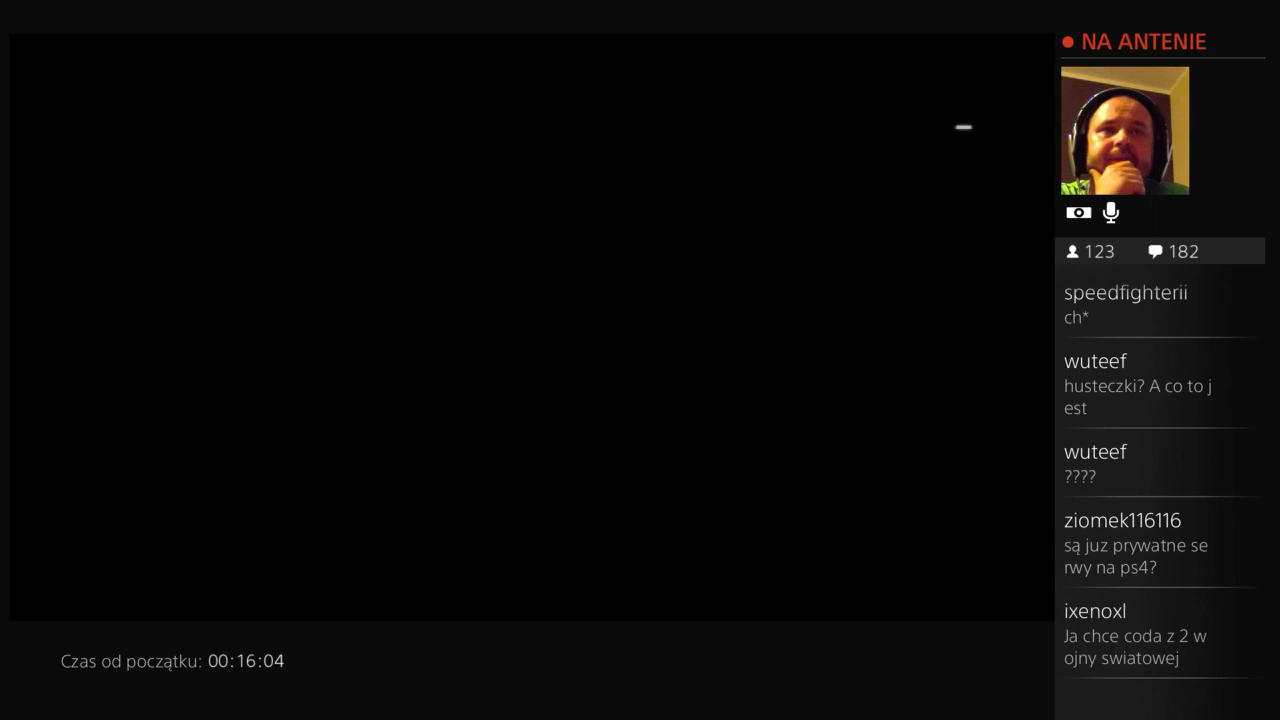 NA ANTENIE
123 182
speedfighterii
ch*
wuteef
husteczki? A co to j
est
wuteef
????
ziomek116116
są juz prywatne se
rwy na ps4?
ixenoxl
Ja chce coda z 2 w
ojny swiatowej
Czas od początku: 00:16:04